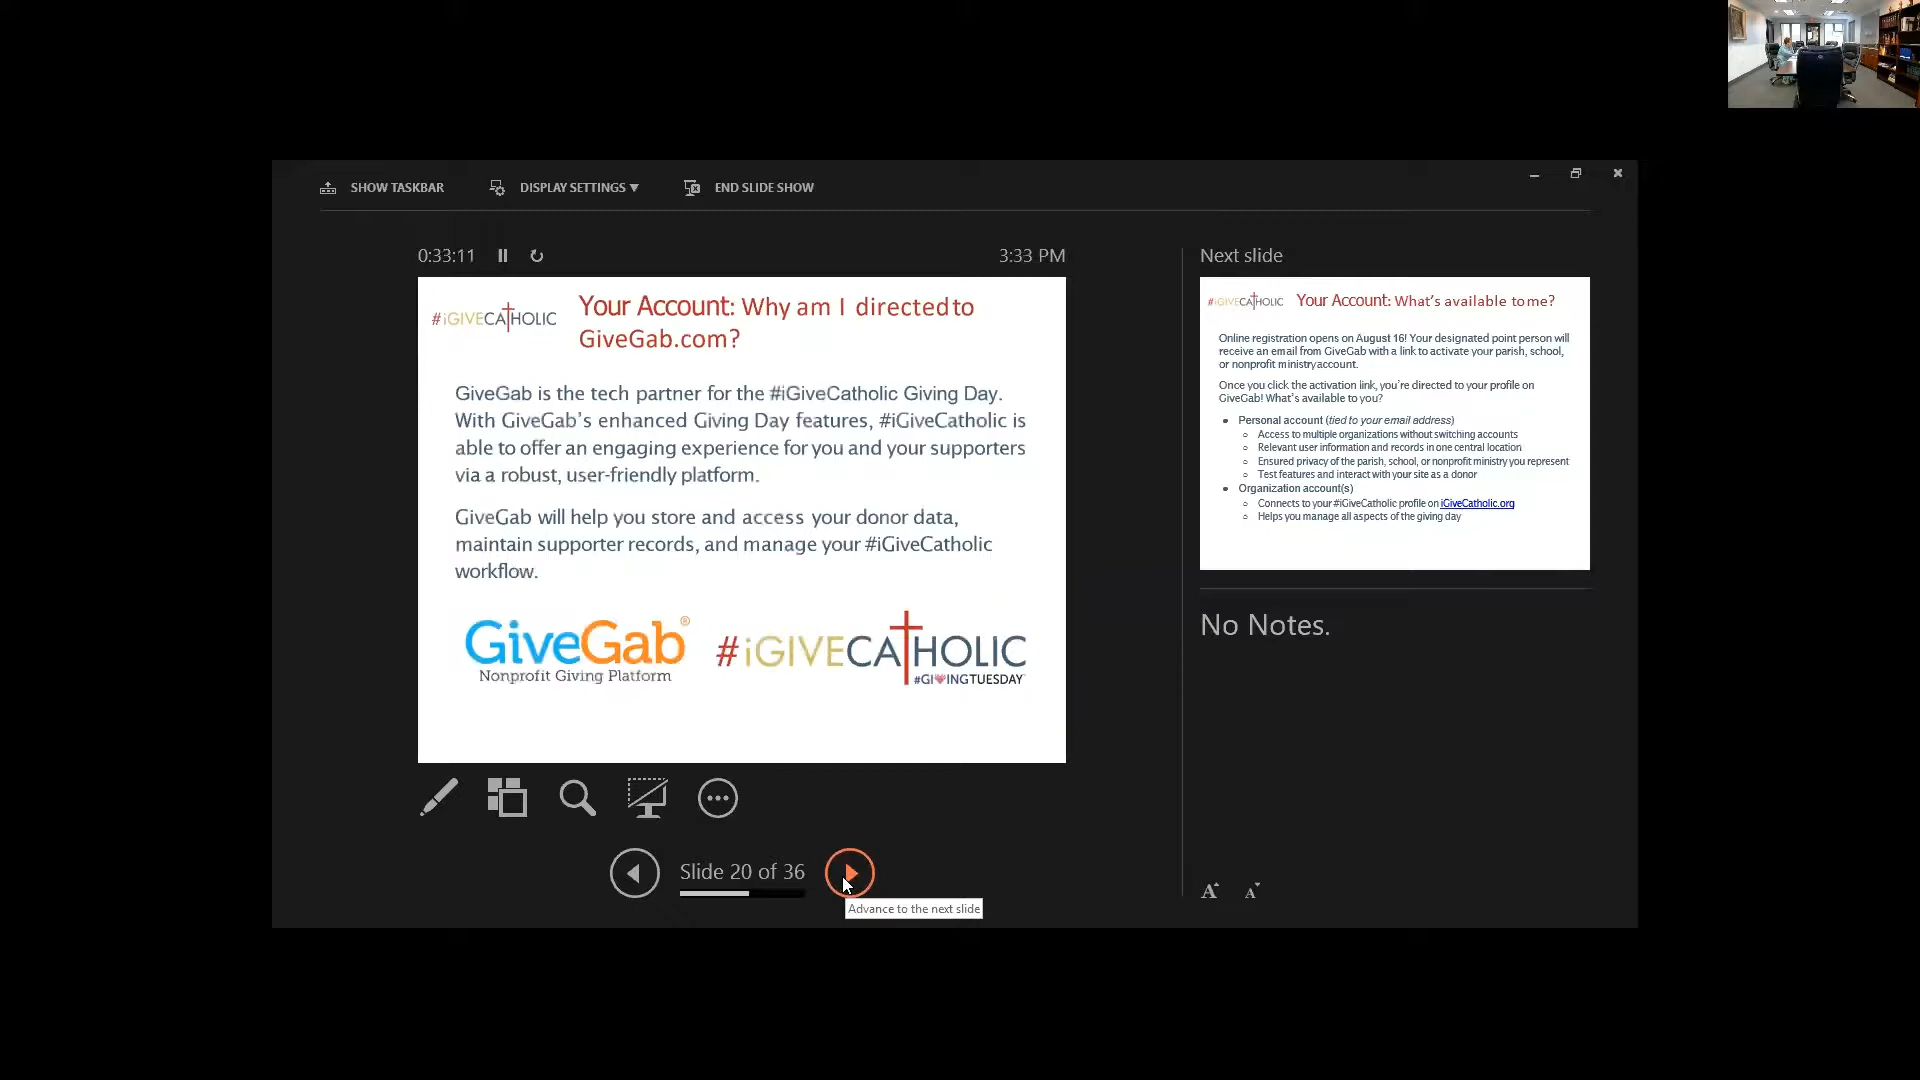 SHOW TASKBAR
DISPLAY SETTINGS ▼
END SLIDE SHOW
0:33:11
3:33 PM
#iGIVECATHOLIC
Your Account: Why am I directed to
GiveGab.com?
GiveGab is the tech partner for the #iGiveCatholic Giving Day.
With GiveGab's enhanced Giving Day features, #iGiveCatholic is
able to offer an engaging experience for you and your supporters
via a robust, user-friendly platform.
GiveGab will help you store and access your donor data,
maintain supporter records, and manage your #iGiveCatholic
workflow.
GiveGab®
Nonprofit Giving Platform
#iGIVECATHOLIC
#GIVINGTUESDAY
Slide 20 of 36
Advance to the next slide
Next slide
#iGIVECATHOLIC
Your Account: What's available to me?
Online registration opens on August 16! Your designated point person will
receive an email from GiveGab with a link to activate your parish, school,
or nonprofit ministry account.
Once you click the activation link, you're directed to your profile on
GiveGab! What's available to you?
● Personal account (tied to your email address)
○ Access to multiple organizations without switching accounts
○ Relevant user information and records in one central location
○ Ensured privacy of the parish, school, or nonprofit ministry you represent
○ Test features and interact with your site as a donor
● Organization account(s)
○ Connects to your #iGiveCatholic profile on iGiveCatholic.org
○ Helps you manage all aspects of the giving day
No Notes.
A A